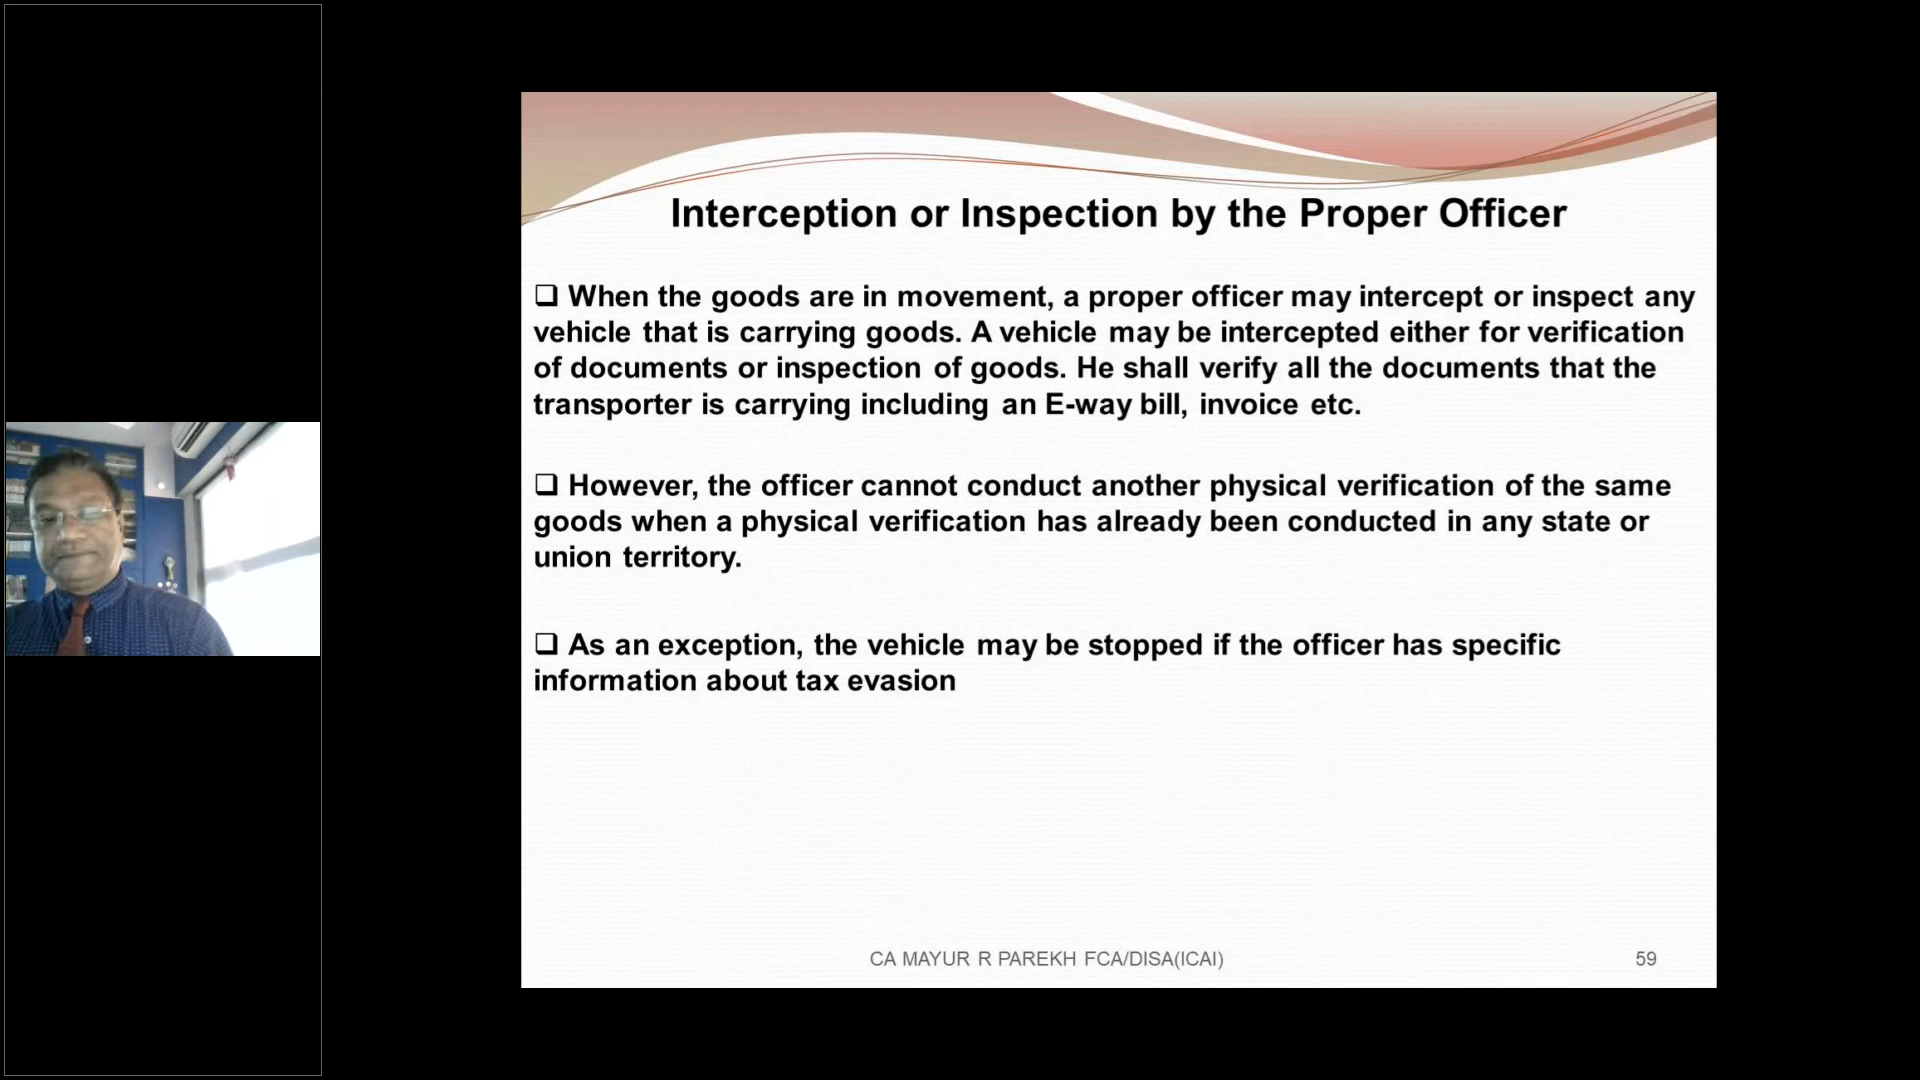 Interception or Inspection by the Proper Officer
❑ When the goods are in movement, a proper officer may intercept or inspect any
vehicle that is carrying goods. A vehicle may be intercepted either for verification
of documents or inspection of goods. He shall verify all the documents that the
transporter is carrying including an E-way bill, invoice etc.
❑ However, the officer cannot conduct another physical verification of the same
goods when a physical verification has already been conducted in any state or
union territory.
❑ As an exception, the vehicle may be stopped if the officer has specific
information about tax evasion
CA MAYUR R PAREKH FCA/DISA(ICAI)
59